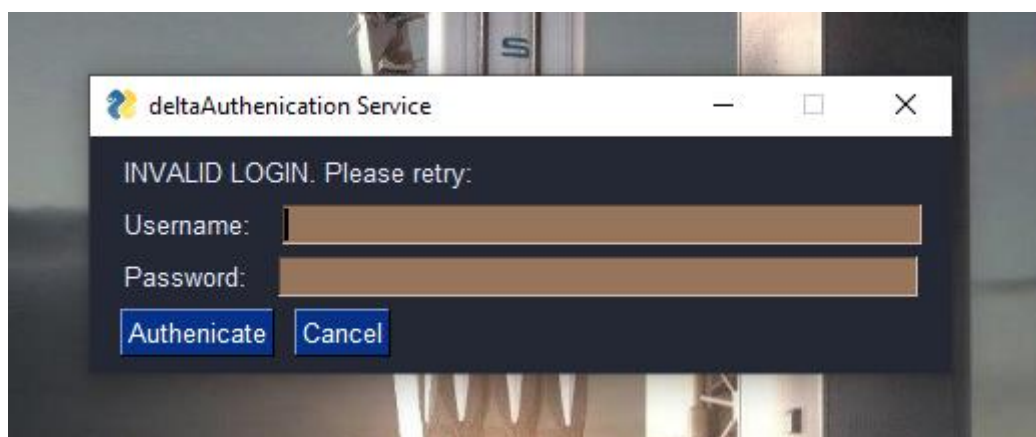 S
deltaAuthenication Service
INVALID LOGIN. Please retry:
Username:
Password:
Authenicate Cancel